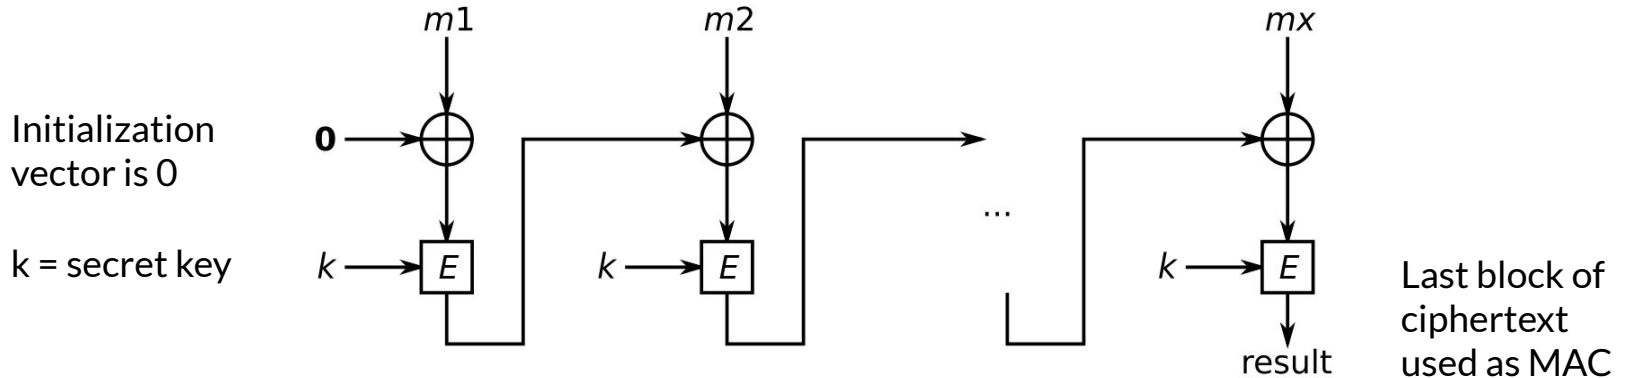 m1 m2 mx
Initialization
vector is 0
0
k = secret key
k E k E ... k E
Last block of
ciphertext
used as MAC
result